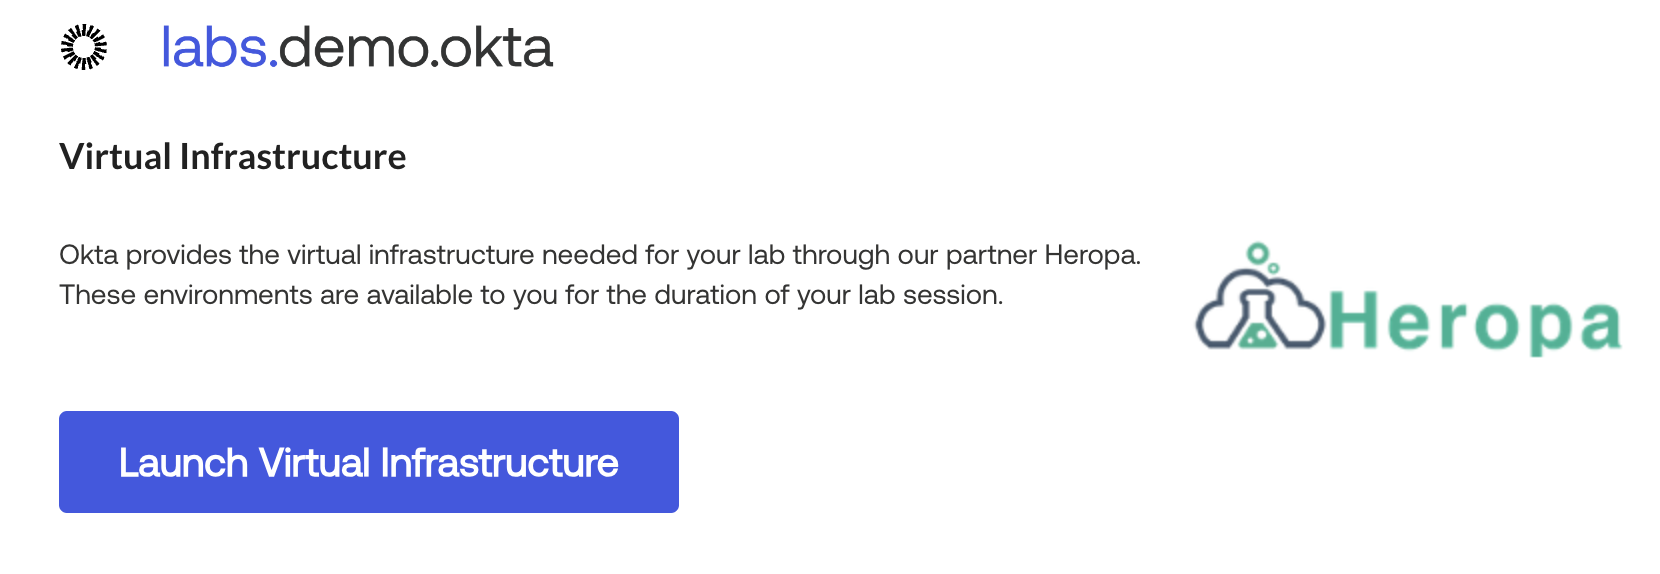 labs.demo.okta
Virtual Infrastructure
Okta provides the virtual infrastructure needed for your lab through our partner Heropa.
These environments are available to you for the duration of your lab session.
Heropa
Launch Virtual Infrastructure